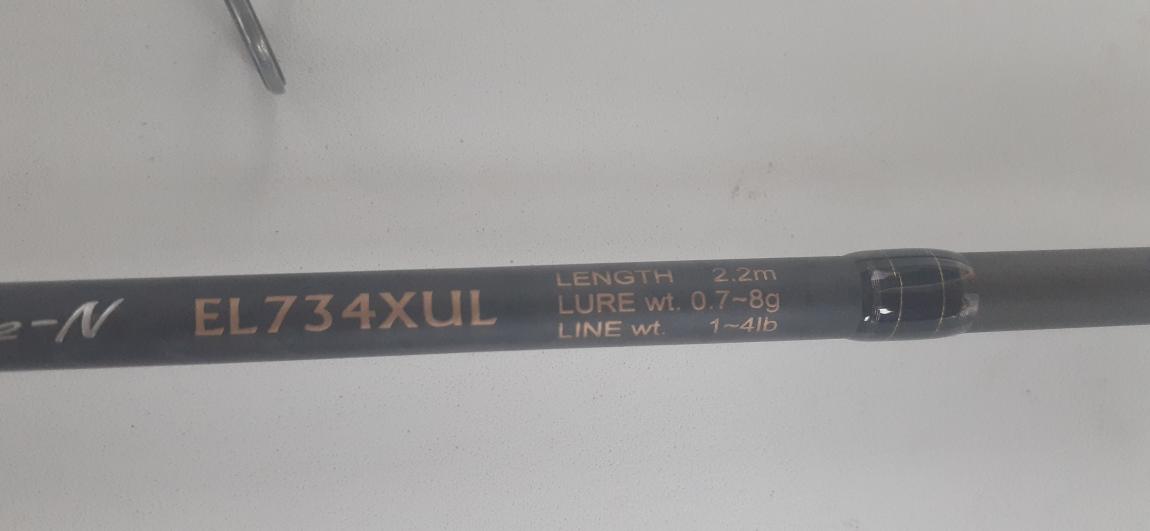 e-N
EL734XUL
LENGTH 2.2m
LURE wt. 0.7~8g
LINE wt. 1~4lb